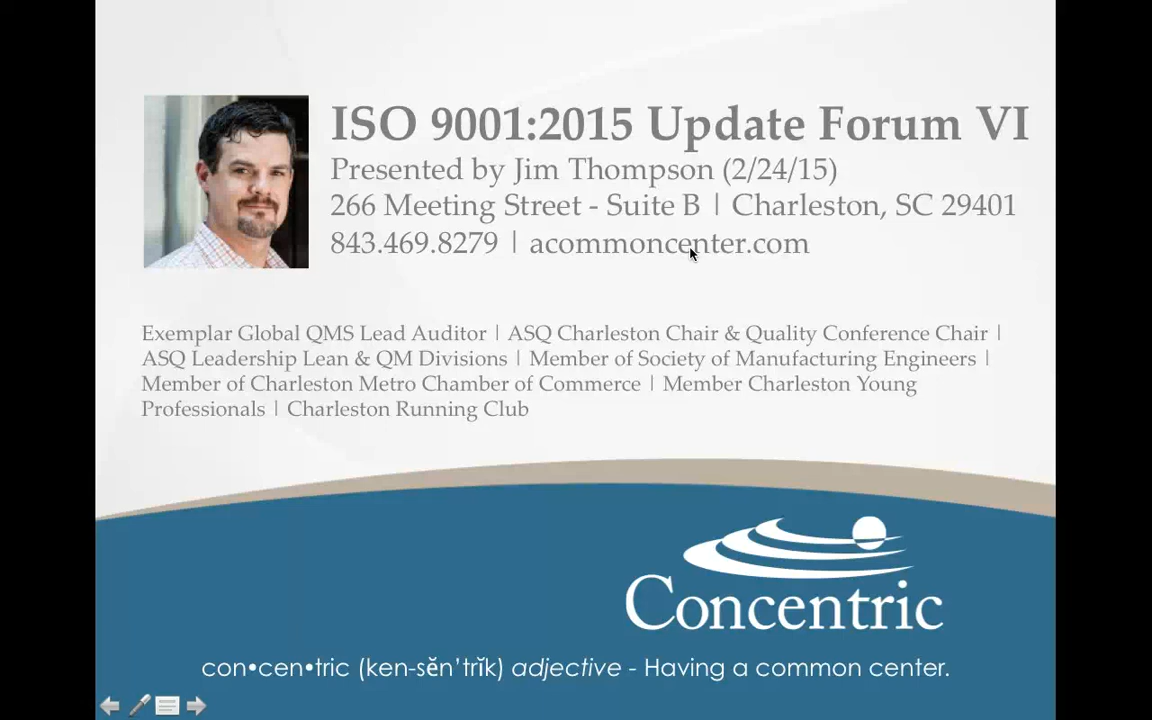 ISO 9001:2015 Update Forum VI
Presented by Jim Thompson (2/24/15)
266 Meeting Street - Suite B | Charleston, SC 29401
843.469.8279 | acommoncenter.com
Exemplar Global QMS Lead Auditor | ASQ Charleston Chair & Quality Conference Chair |
ASQ Leadership Lean & QM Divisions | Member of Society of Manufacturing Engineers |
Member of Charleston Metro Chamber of Commerce | Member Charleston Young
Professionals | Charleston Running Club
Concentric
con•cen•tric (ken-sĕn'trĭk) adjective - Having a common center.